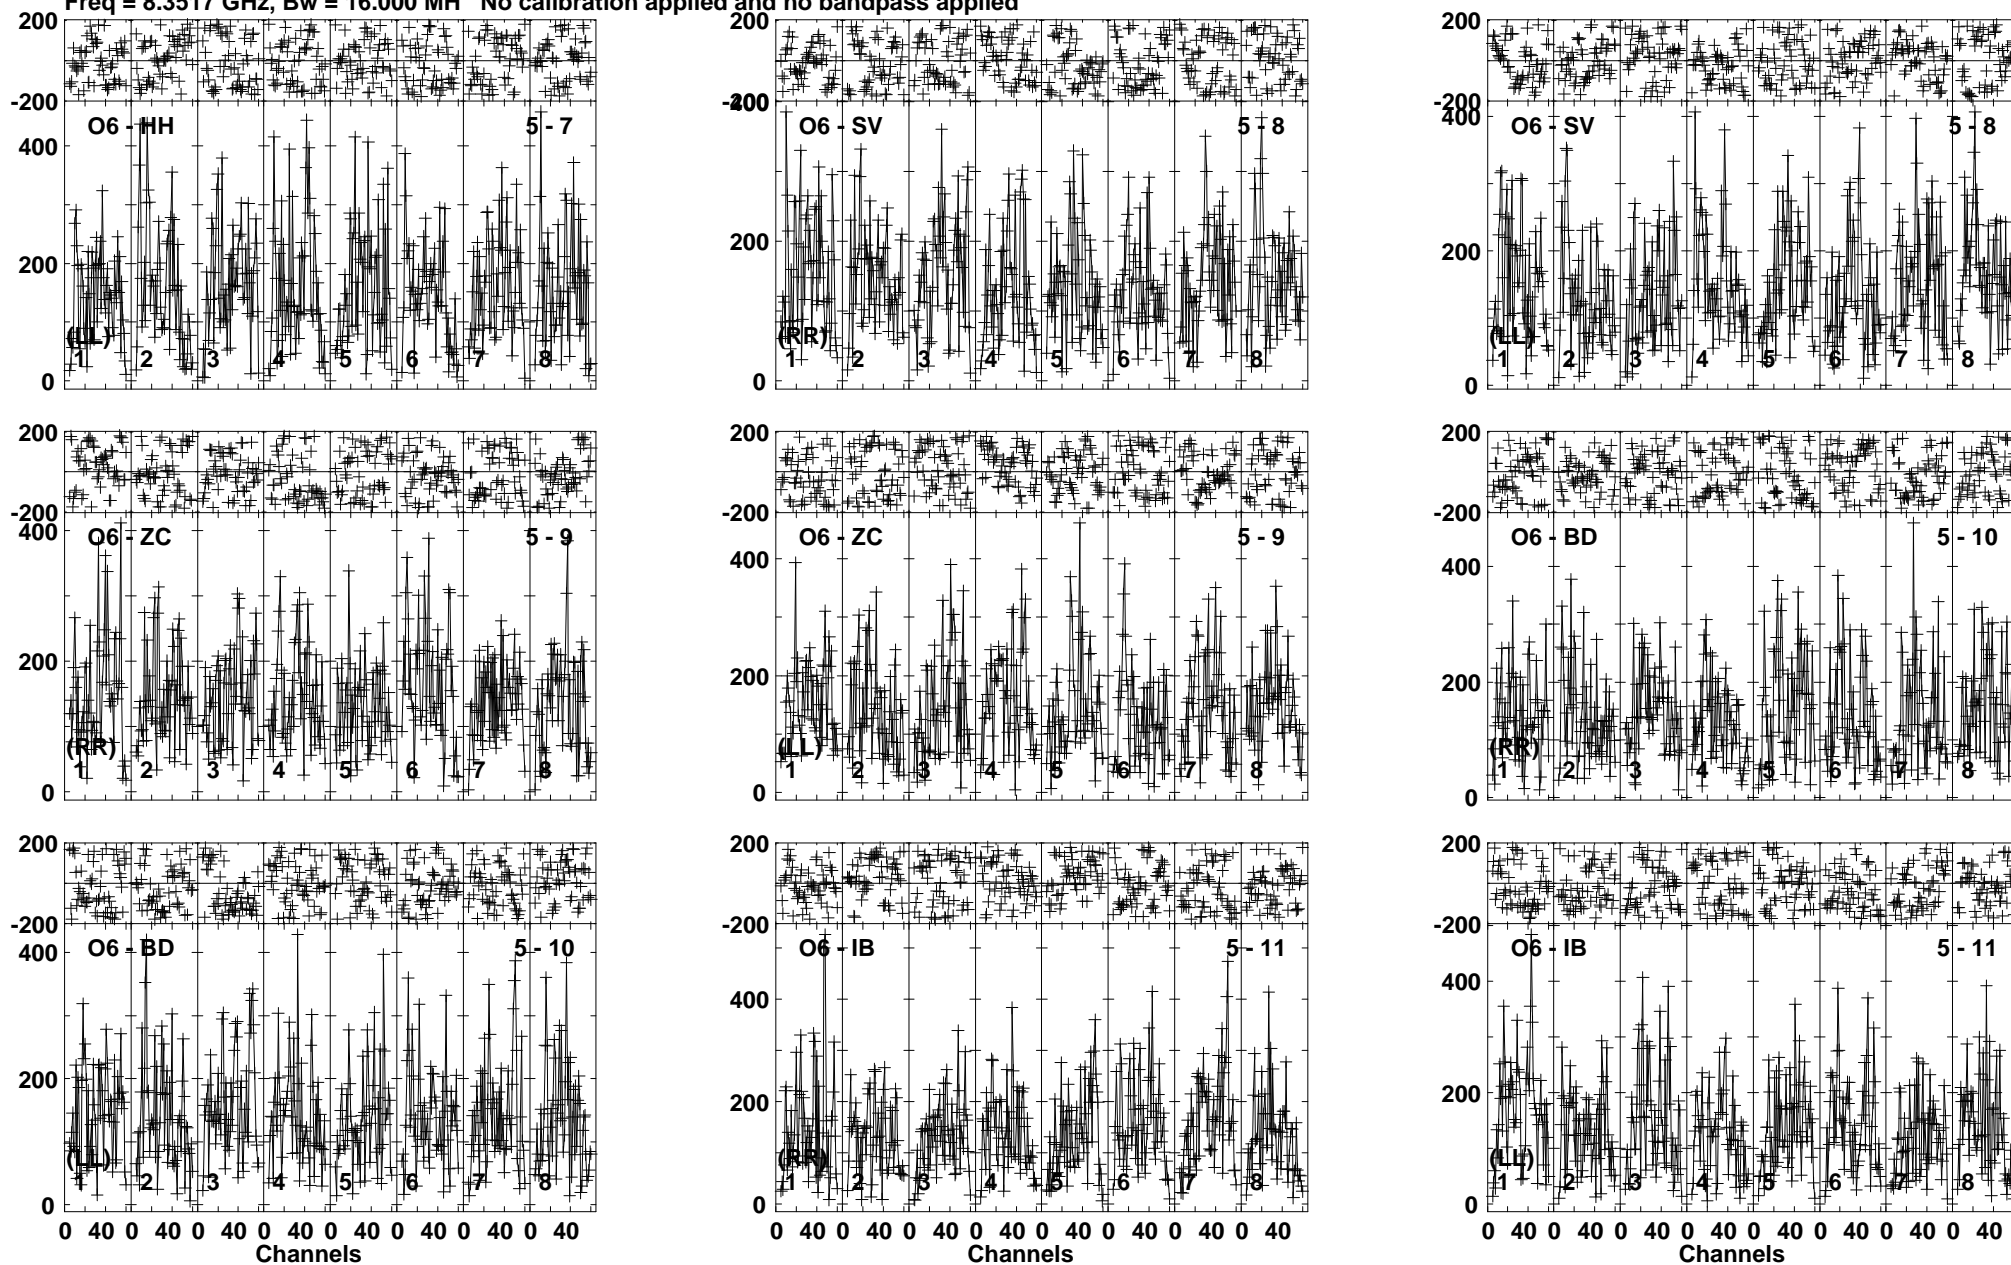 Freq = 8.3517 GHz, Bw = 16.000 MH No calibration applied and no bandpass applied
200 200 200
-200 -200 -200
O6 - HH 5 - 7 O6 - SV 5 - 8 O6 - SV 5 - 8
400 400 400
200 200 200
(LL) (RR) (LL)
1 2 3 4 5 6 7 8 1 2 3 4 5 6 7 8 1 2 3 4 5 6 7 8
0 0 0
200 200 200
-200 -200 -200
O6 - ZC 5 - 9 O6 - ZC 5 - 9 O6 - BD 5 - 10
400 400 400
200 200 200
(RR) (LL) (RR)
1 2 3 4 5 6 7 8 1 2 3 4 5 6 7 8 1 2 3 4 5 6 7 8
0 0 0
200 200 200
-200 -200 -200
O6 - BD 5 - 10 O6 - IB 5 - 11 O6 - IB 5 - 11
400 400 400
200 200 200
(LL) (RR) (LL)
1 2 3 4 5 6 7 8 1 2 3 4 5 6 7 8 1 2 3 4 5 6 7 8
0 0 0
0 40 0 40 0 40 0 40 0 40 0 40 0 40 0 40 0 40 0 40 0 40 0 40 0 40 0 40 0 40 0 40 0 40 0 40 0 40 0 40 0 40 0 40 0 40 0 40
Channels Channels Channels